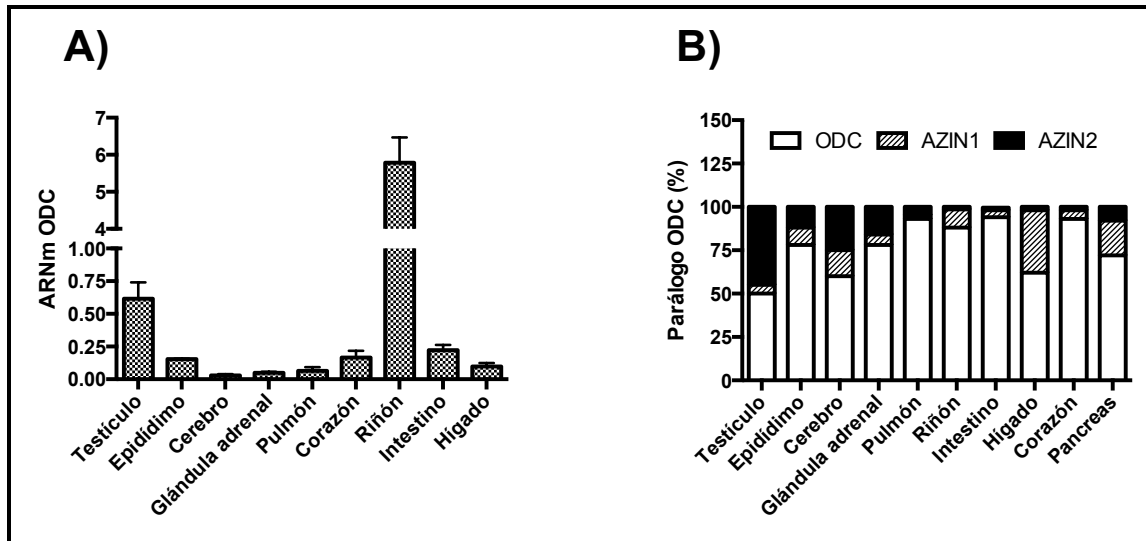 A)
ARNm ODC
7
6
5
4
1.00
0.75
0.50
0.25
0.00
Testículo
Epidídimo
Cerebro
Glándula adrenal
Pulmón
Corazón
Riñón
Intestino
Hígado
B)
Parálogo ODC (%)
150
125
100
75
50
25
0
ODC AZIN1 AZIN2
Testículo
Epidídimo
Cerebro
Glándula adrenal
Pulmón
Riñón
Intestino
Hígado
Corazón
Pancreas